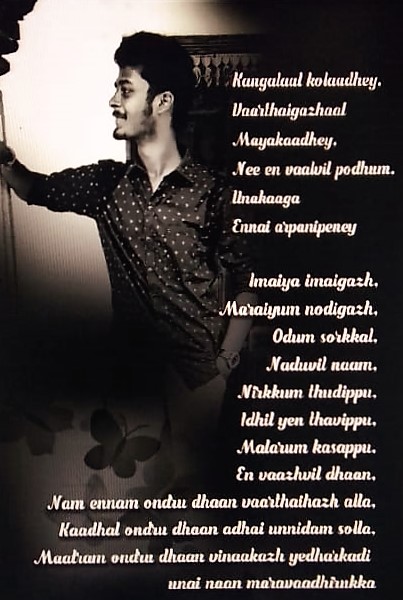 Kangalaal kolaadhey,
Vaarthaigazhaal
Mayakaadhey,
Nee en vaalvil podhum.
Unakaaga
Ennai arpanipeney
Imaiya imaigazh,
Maraiyum nodigazh,
Odum sorkkal,
Naduvil naam,
Nirkkum thudippu,
Idhil yen thavippu,
Malarum kasappu,
En vaazhvil dhaan,
Nam ennam ondru dhaan vaarthaihazh alla,
Kaadhal ondru dhaan adhai unnidam solla,
Maatram ondru dhaan vinaakazh yedharkadi
unai naan maravaadhirukka